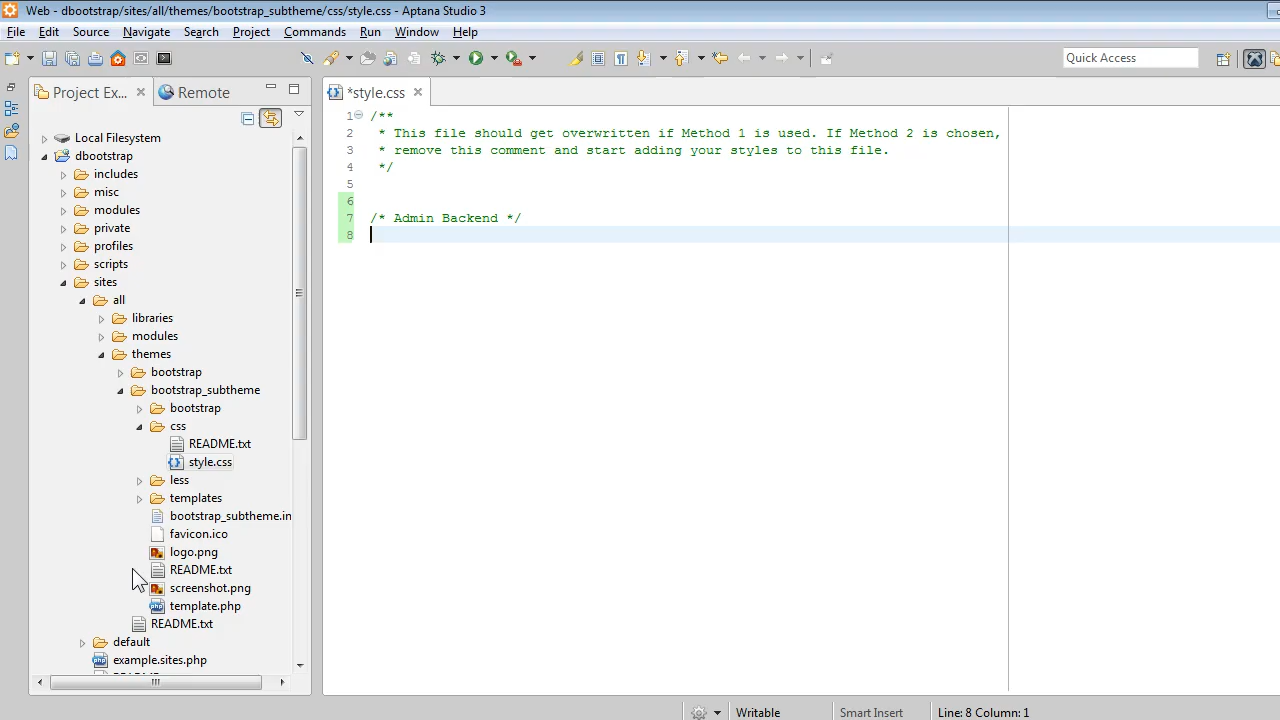 Web - dbootstrap/sites/all/themes/bootstrap_subtheme/css/style.css - Aptana Studio 3
File Edit Source Navigate Search Project Commands Run Window Help
Quick Access
Project Ex...
Remote
*style.css
Local Filesystem
dbootstrap
includes
misc
modules
private
profiles
scripts
sites
all
libraries
modules
themes
bootstrap
bootstrap_subtheme
bootstrap
css
README.txt
style.css
less
templates
bootstrap_subtheme.in
favicon.ico
logo.png
README.txt
screenshot.png
template.php
README.txt
default
example.sites.php
1 /**
2 * This file should get overwritten if Method 1 is used. If Method 2 is chosen,
3 * remove this comment and start adding your styles to this file.
4 */
5
6
7 /* Admin Backend */
8
Writable
Smart Insert
Line: 8 Column: 1